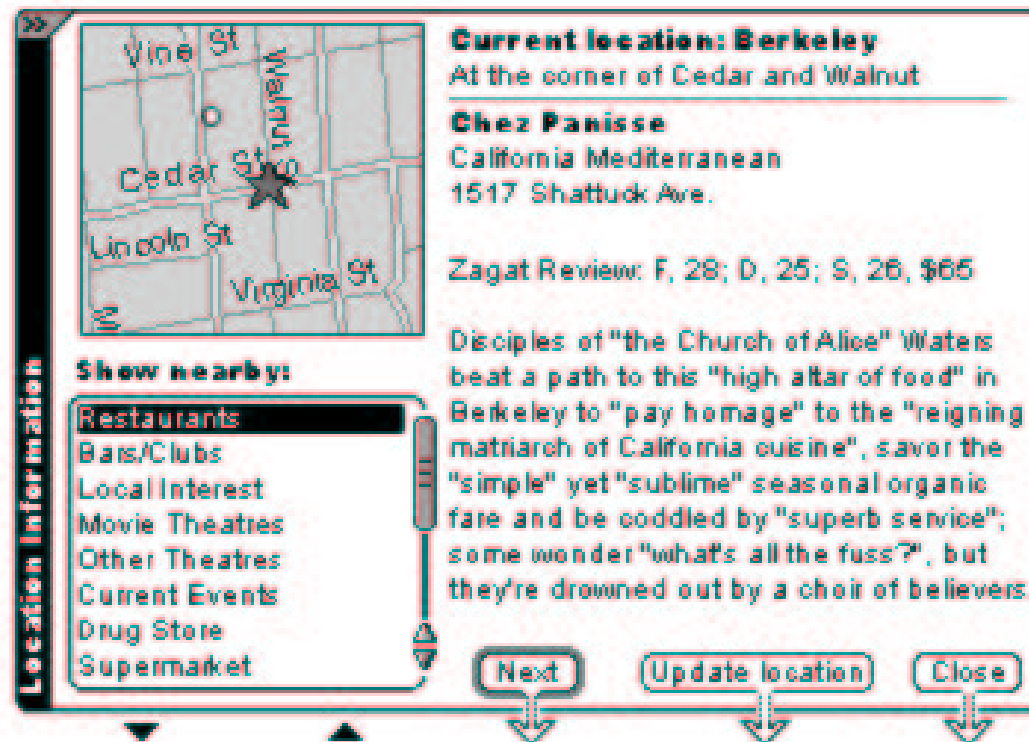 >>
Location Information
Vine St
Walnut St
Cedar St
Lincoln St
Virginia St
Current location: Berkeley
At the corner of Cedar and Walnut
Chez Panisse
California Mediterranean
1517 Shattuck Ave.
Zagat Review: F, 28; D, 25; S, 26, $65
Disciples of "the Church of Alice" Waters
beat a path to this "high altar of food" in
Berkeley to "pay homage" to the "reigning
matriarch of California cuisine", savor the
"simple" yet "sublime" seasonal organic
fare and be coddled by "superb service";
some wonder "what's all the fuss?", but
they're drowned out by a choir of believers.
Show nearby:
Restaurants
Bars/Clubs
Local Interest
Movie Theatres
Other Theatres
Current Events
Drug Store
Supermarket
Next
Update location
Close